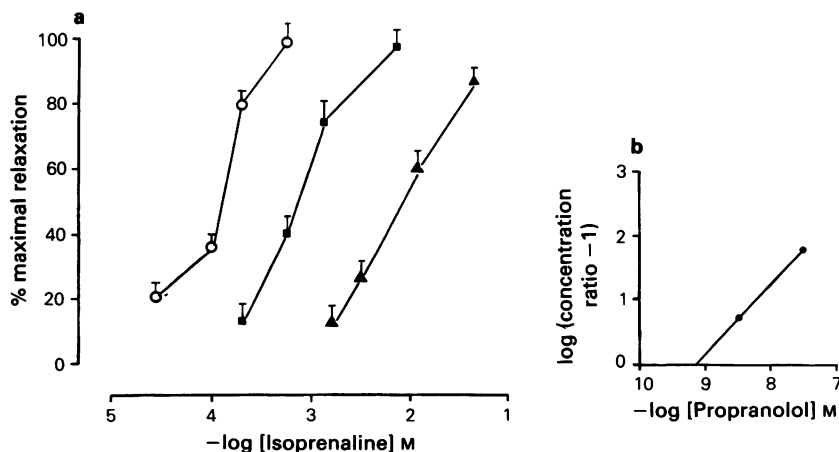 a
100
80
60
40
20
0
% maximal relaxation
5 4 3 2 1
−log [Isoprenaline] M
b
3
2
1
0
log (concentration
ratio −1)
10 9 8 7
−log [Propranolol] M